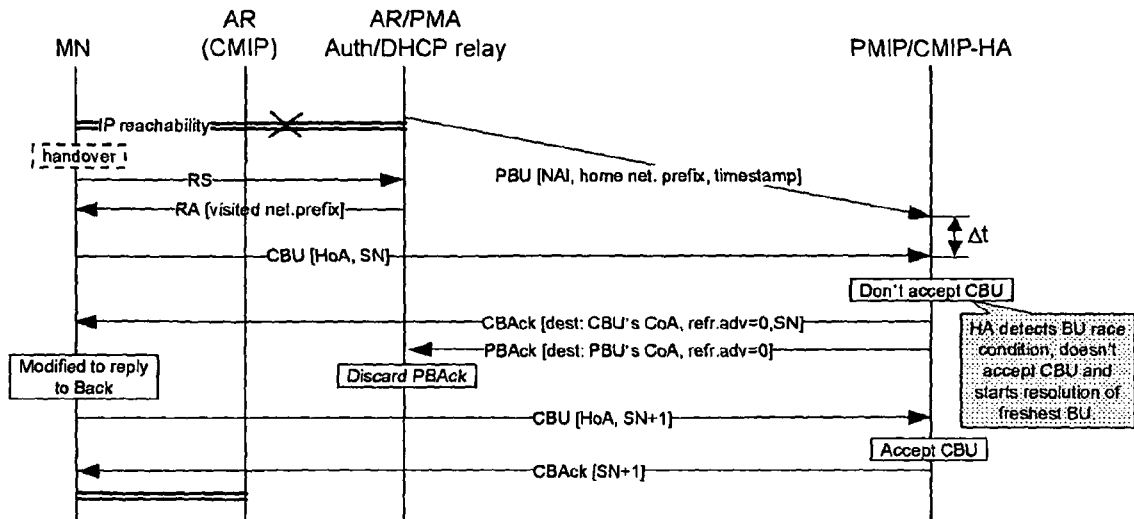 MN
AR
(CMIP)
AR/PMA
Auth/DHCP relay
PMIP/CMIP-HA
IP reachability
handover
RS
PBU [NAI, home net. prefix, timestamp]
RA [visited net.prefix]
Δt
CBU [HoA, SN]
Don't accept CBU
CBAck [dest: CBU's CoA, refr.adv=0,SN]
HA detects BU race
condition, doesn't
accept CBU and
starts resolution of
freshest BU.
PBAck [dest: PBU's CoA, refr.adv=0]
Modified to reply
to Back
Discard PBAck
CBU [HoA, SN+1]
Accept CBU
CBAck [SN+1]